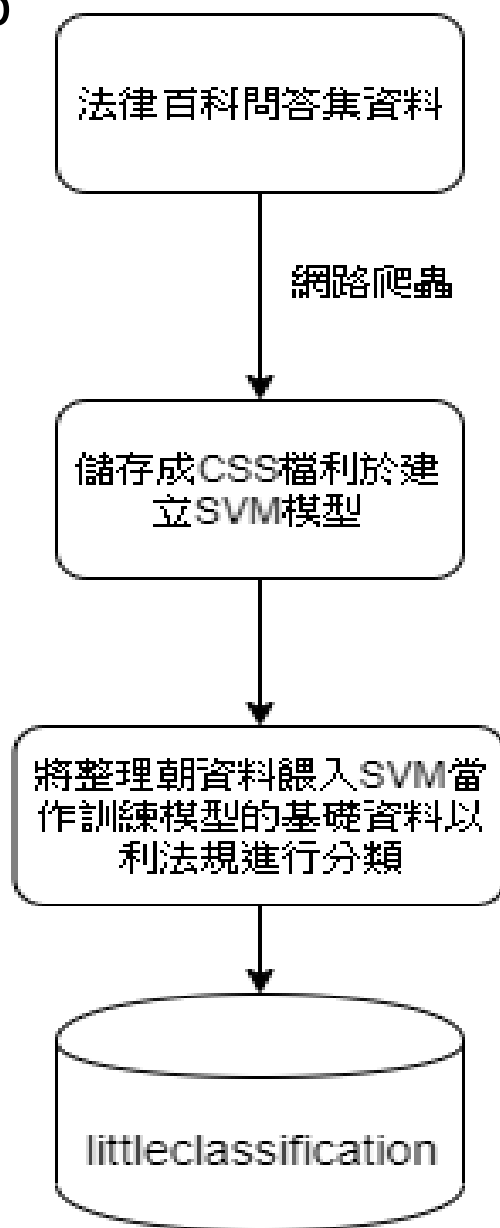 法律百科問答集資料
網路爬蟲
儲存成CSS檔利於建
立SVM模型
將整理朝資料餵入SVM當
作訓練模型的基礎資料以
利法規進行分類
littleclassification